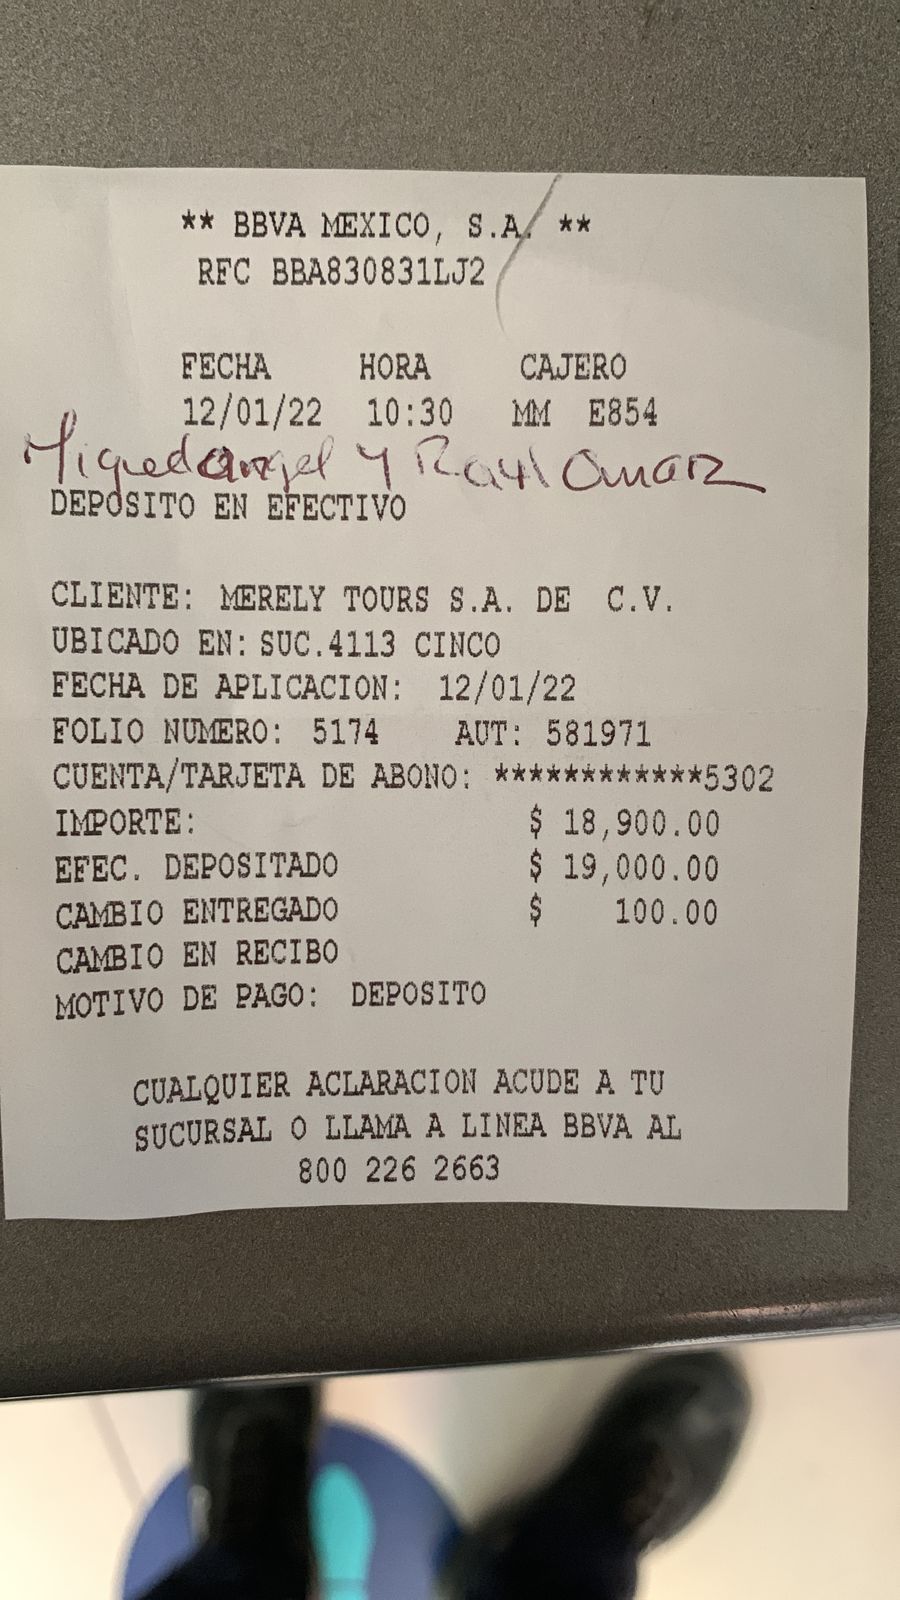 ** BBVA MEXICO, S.A. **
RFC BBA830831LJ2
FECHA HORA CAJERO
12/01/22 10:30 MM E854
Miguel angel y Raul Omar
DEPOSITO EN EFECTIVO
CLIENTE: MERELY TOURS S.A. DE C.V.
UBICADO EN: SUC.4113 CINCO
FECHA DE APLICACION: 12/01/22
FOLIO NUMERO: 5174 AUT: 581971
CUENTA/TARJETA DE ABONO: ************5302
IMPORTE: $ 18,900.00
EFEC. DEPOSITADO $ 19,000.00
CAMBIO ENTREGADO $ 100.00
CAMBIO EN RECIBO
MOTIVO DE PAGO: DEPOSITO
CUALQUIER ACLARACION ACUDE A TU
SUCURSAL O LLAMA A LINEA BBVA AL
800 226 2663